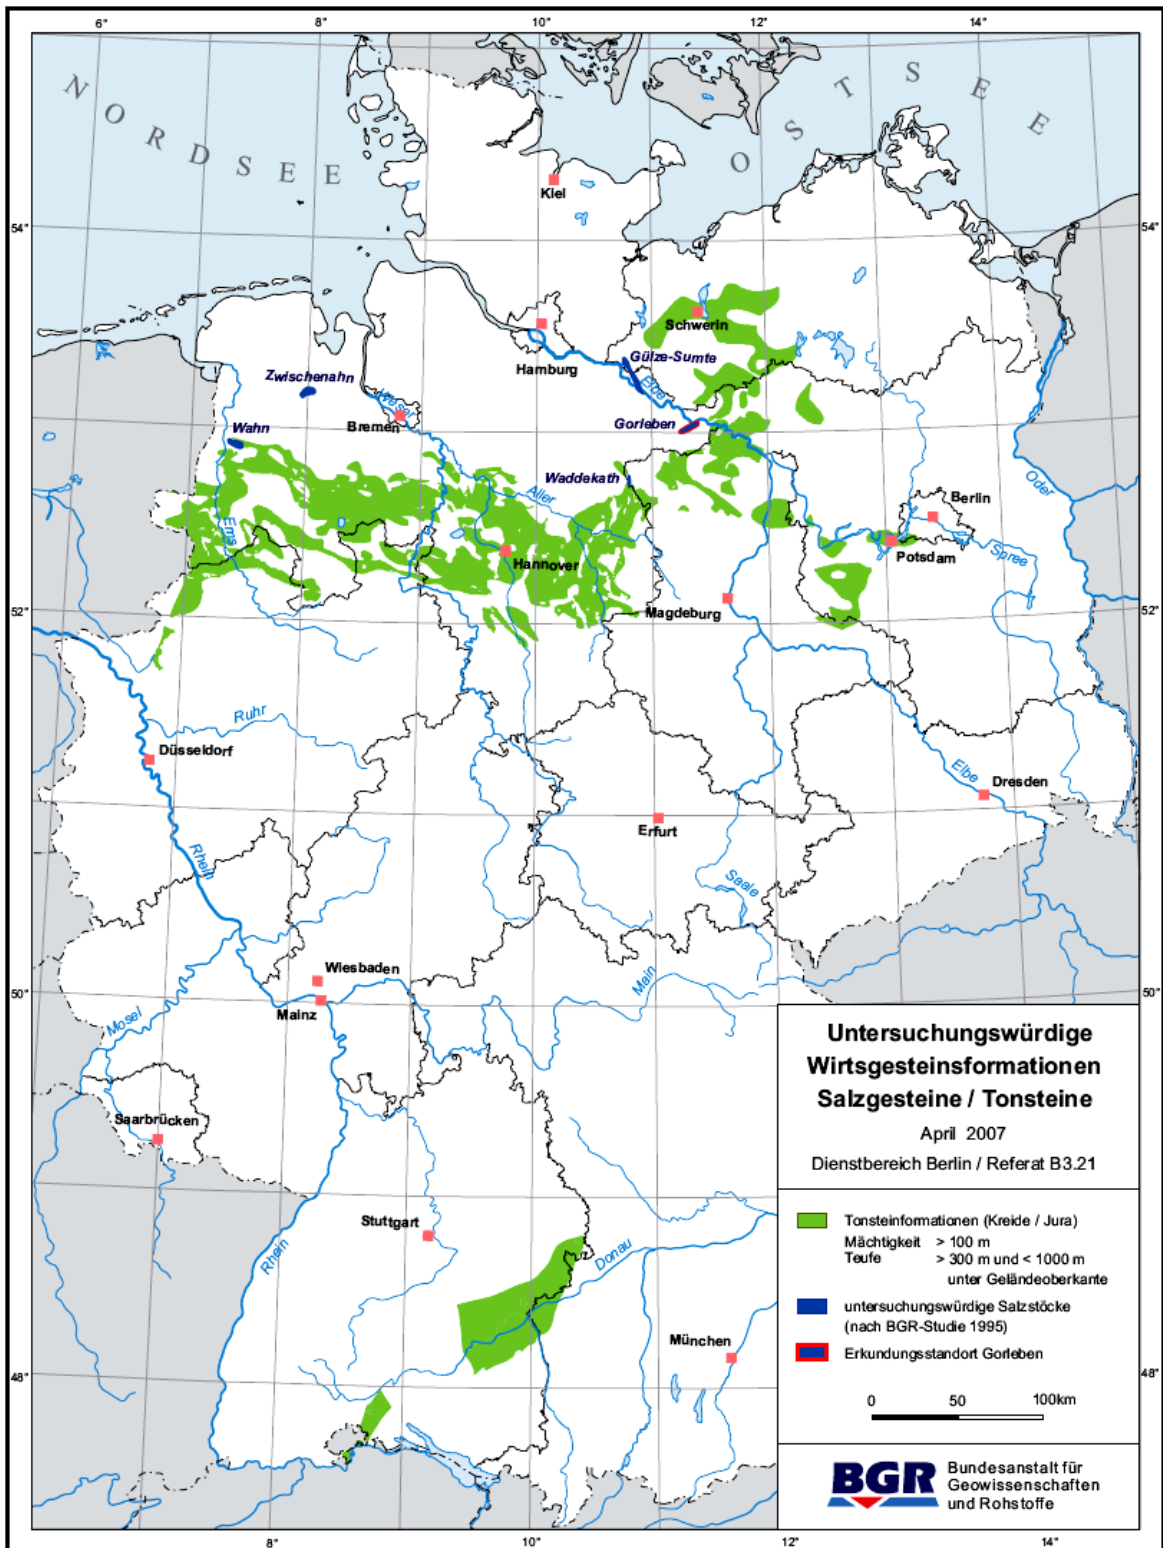 6° 8° 10° 12° 14°
NORDSEE
OSTSEE
Kiel
54° 54°
Schwerin
Hamburg
Gülze-Sumte
Elbe
Zwischenahn
Weser
Bremen
Gorleben
Wahn
Waddekath
Aller
Berlin
Oder
Ems
Hannover
Potsdam
Spree
52° 52°
Magdeburg
Ruhr
Düsseldorf
Elbe
Dresden
Erfurt
Rhein
Saale
Wiesbaden
Main
50° 50°
Mainz
Mosel
Saarbrücken
Stuttgart
Donau
Rhein
München
48° 48°
8° 10° 12° 14°
Untersuchungswürdige
Wirtsgesteinsformationen
Salzgesteine / Tonsteine
April 2007
Dienstbereich Berlin / Referat B3.21
Tonsteinformationen (Kreide / Jura)
Mächtigkeit > 100 m
Teufe > 300 m und < 1000 m
unter Geländeoberkante
untersuchungswürdige Salzstöcke
(nach BGR-Studie 1995)
Erkundungsstandort Gorleben
0 50 100km
BGR
Bundesanstalt für
Geowissenschaften
und Rohstoffe